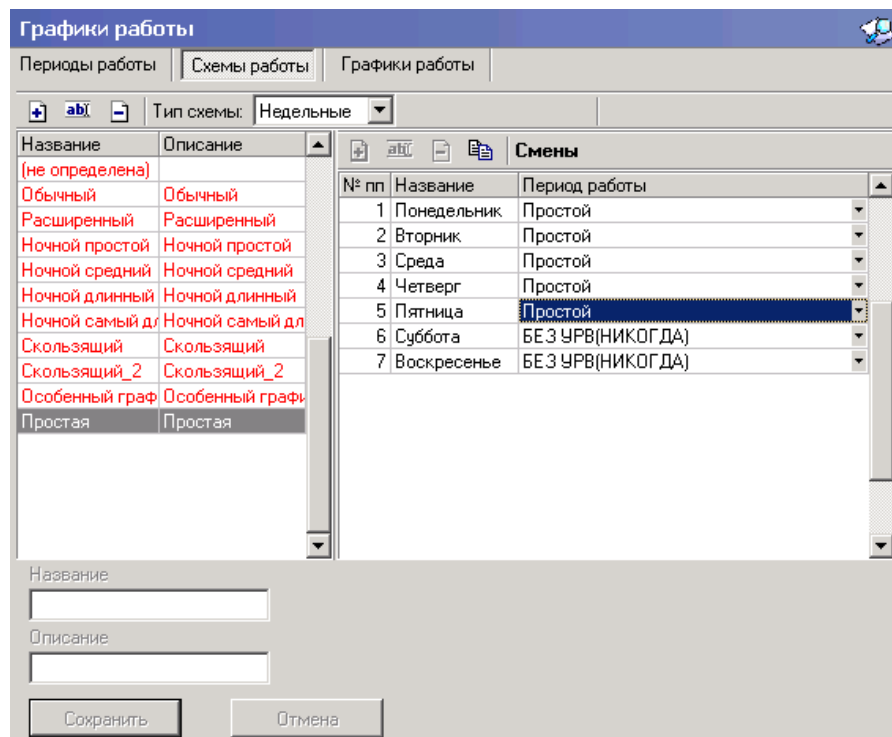 Графики работы
Периоды работы Схемы работы Графики работы
abI Тип схемы: Недельные
Название Описание
(не определена)
Обычный Обычный
Расширенный Расширенный
Ночной простой Ночной простой
Ночной средний Ночной средний
Ночной длинный Ночной длинный
Ночной самый дл Ночной самый дл
Скользящий Скользящий
Скользящий_2 Скользящий_2
Особенный граф Особенный графи
Простая Простая
abI Смены
№ пп Название Период работы
1 Понедельник Простой
2 Вторник Простой
3 Среда Простой
4 Четверг Простой
5 Пятница Простой
6 Суббота БЕЗ УРВ(НИКОГДА)
7 Воскресенье БЕЗ УРВ(НИКОГДА)
Название
Описание
Сохранить Отмена